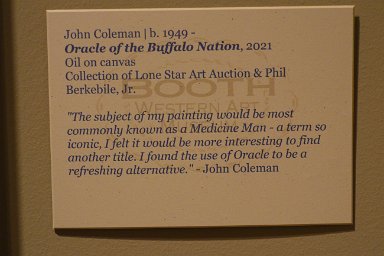 John Coleman | b. 1949 -
Oracle of the Buffalo Nation, 2021
Oil on canvas
Collection of Lone Star Art Auction & Phil
Berkebile, Jr.
BOOTH
WESTERN ART
"The subject of my painting would be most
commonly known as a Medicine Man - a term so
iconic, I felt it would be more interesting to find
another title. I found the use of Oracle to be a
refreshing alternative." - John Coleman